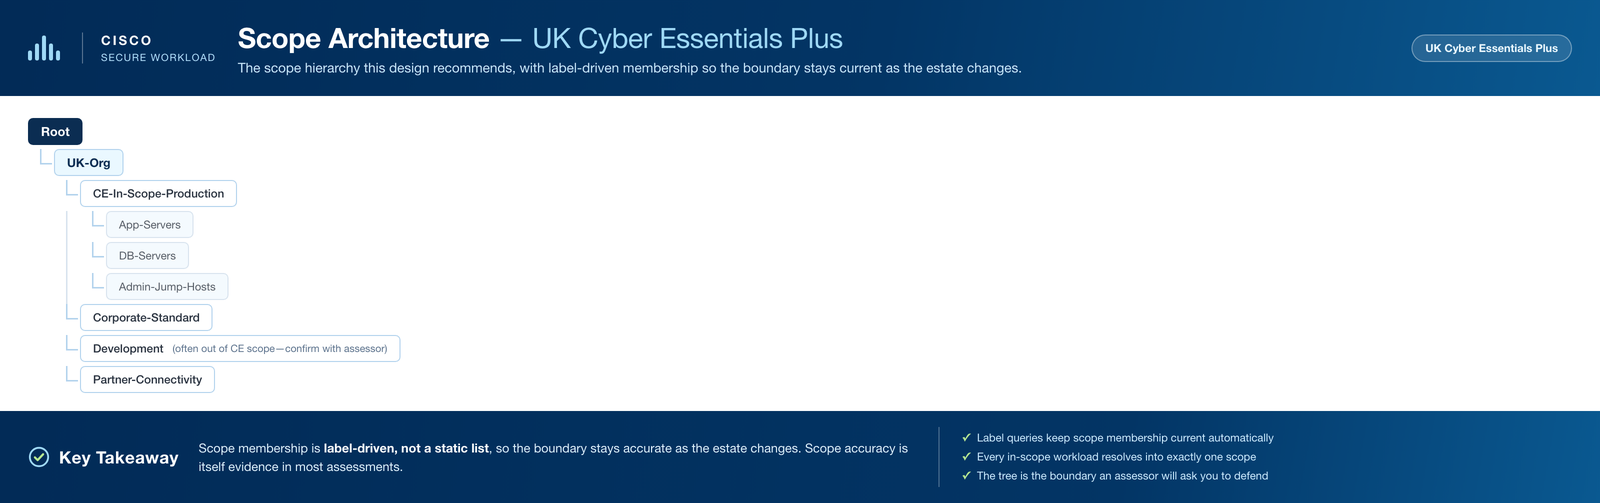 CISCO
SECURE WORKLOAD
Scope Architecture — UK Cyber Essentials Plus
The scope hierarchy this design recommends, with label-driven membership so the boundary stays current as the estate changes.
UK Cyber Essentials Plus
Root
UK-Org
CE-In-Scope-Production
App-Servers
DB-Servers
Admin-Jump-Hosts
Corporate-Standard
Development (often out of CE scope—confirm with assessor)
Partner-Connectivity
Key Takeaway
Scope membership is label-driven, not a static list, so the boundary stays accurate as the estate changes. Scope accuracy is
itself evidence in most assessments.
✓ Label queries keep scope membership current automatically
✓ Every in-scope workload resolves into exactly one scope
✓ The tree is the boundary an assessor will ask you to defend